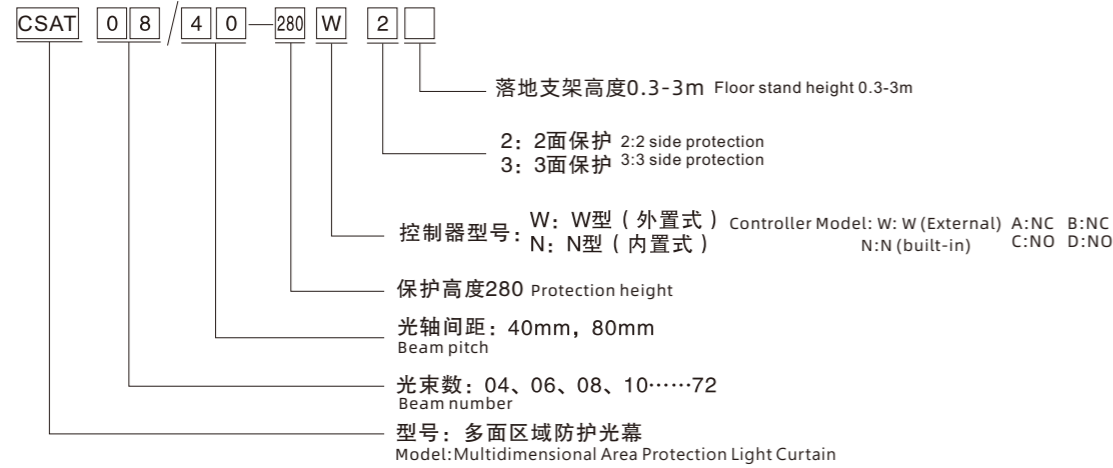 CSAT 08/40—280 W 2
落地支架高度0.3-3m Floor stand height 0.3-3m
2：2面保护 2:2 side protection
3：3面保护 3:3 side protection
控制器型号：W：W型（外置式）Controller Model: W: W (External) A:NC B:NC
N：N型（内置式） N:N (built-in) C:NO D:NO
保护高度280 Protection height
光轴间距：40mm，80mm
Beam pitch
光束数：04、06、08、10……72
Beam number
型号：多面区域防护光幕
Model:Multidimensional Area Protection Light Curtain